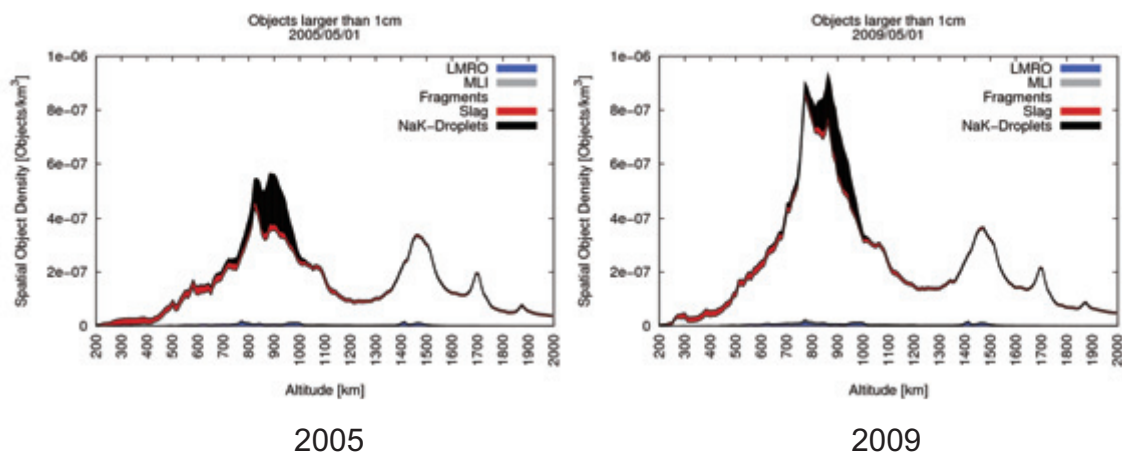 Objects larger than 1cm
2005/05/01
1e-06
8e-07
6e-07
4e-07
2e-07
0
Spatial Object Density [Objects/km³]
LMRO
MLI
Fragments
Slag
NaK-Droplets
200 300 400 500 600 700 800 900 1000 1100 1200 1300 1400 1500 1600 1700 1800 1900 2000
Altitude [km]
2005
Objects larger than 1cm
2009/05/01
1e-06
8e-07
6e-07
4e-07
2e-07
0
Spatial Object Density [Objects/km³]
LMRO
MLI
Fragments
Slag
NaK-Droplets
200 300 400 500 600 700 800 900 1000 1100 1200 1300 1400 1500 1600 1700 1800 1900 2000
Altitude [km]
2009